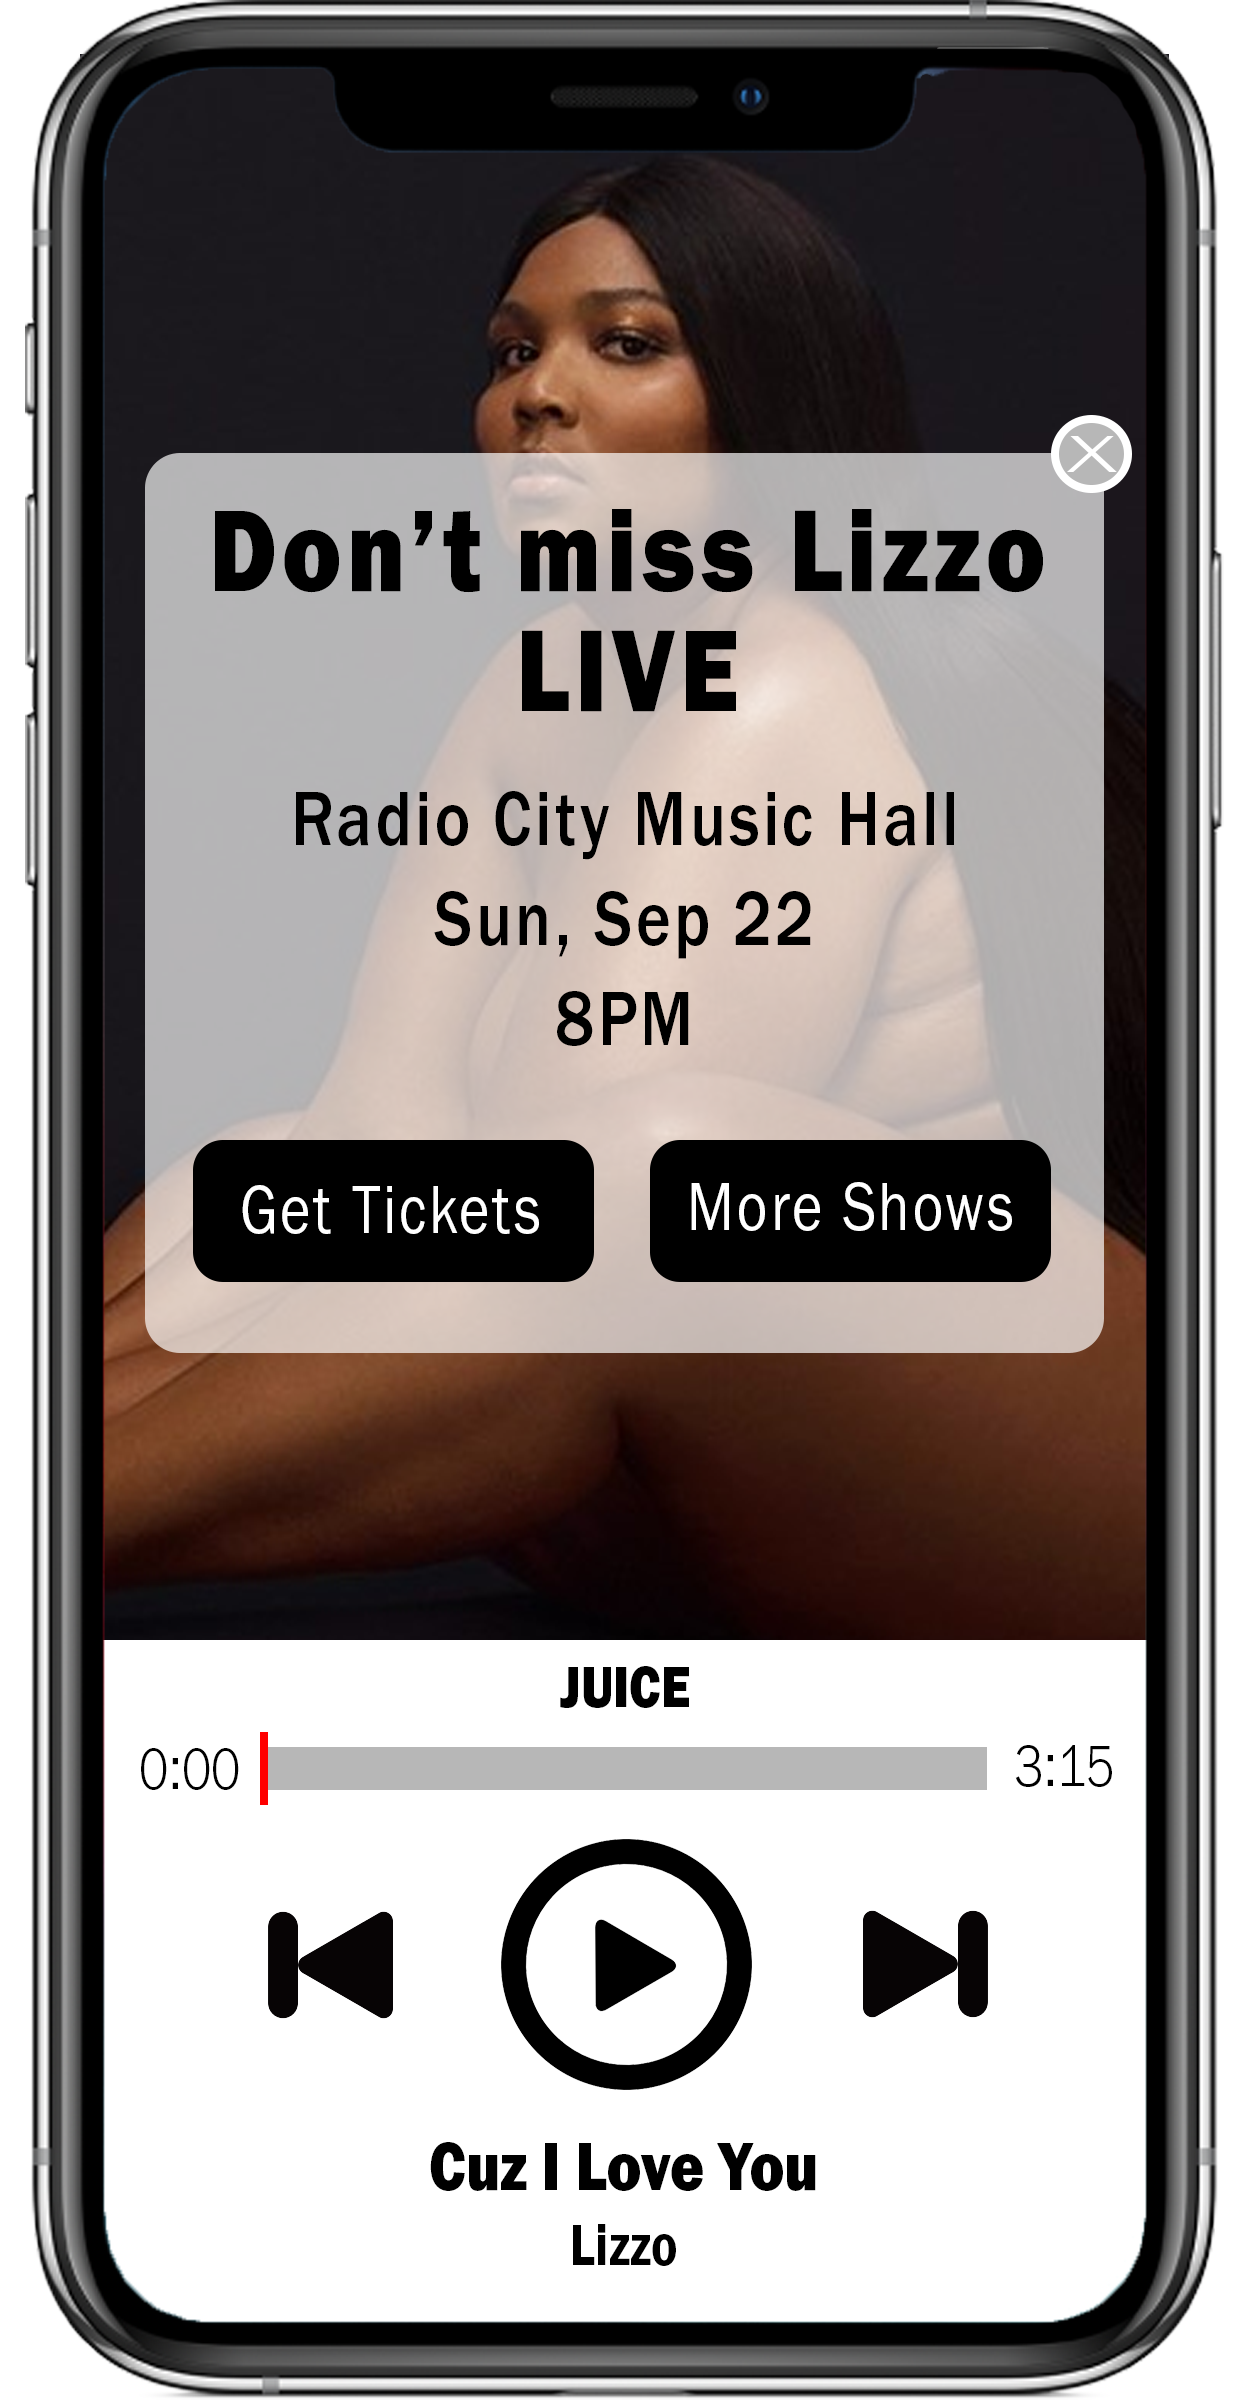 Don’t miss Lizzo
LIVE
Radio City Music Hall
Sun, Sep 22
8PM
Get Tickets
More Shows
JUICE
0:00
3:15
Cuz I Love You
Lizzo